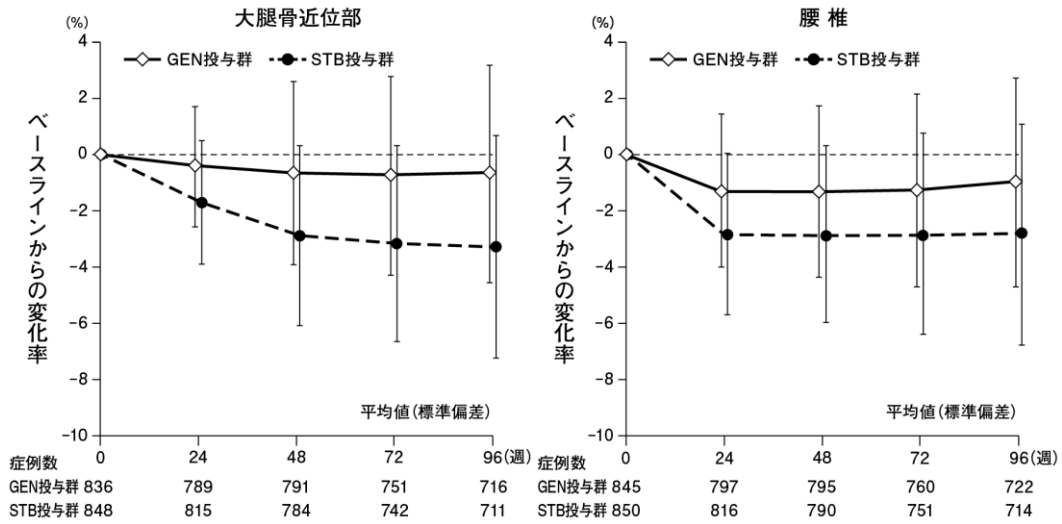 大腿骨近位部
(%)
GEN投与群
STB投与群
4
2
0
-2
-4
-6
-8
-10
ベースラインからの変化率
平均値(標準偏差)
0 24 48 72 96(週)
症例数
GEN投与群 836 789 791 751 716
STB投与群 848 815 784 742 711
腰 椎
(%)
GEN投与群
STB投与群
4
2
0
-2
-4
-6
-8
-10
ベースラインからの変化率
平均値(標準偏差)
0 24 48 72 96(週)
症例数
GEN投与群 845 797 795 760 722
STB投与群 850 816 790 751 714